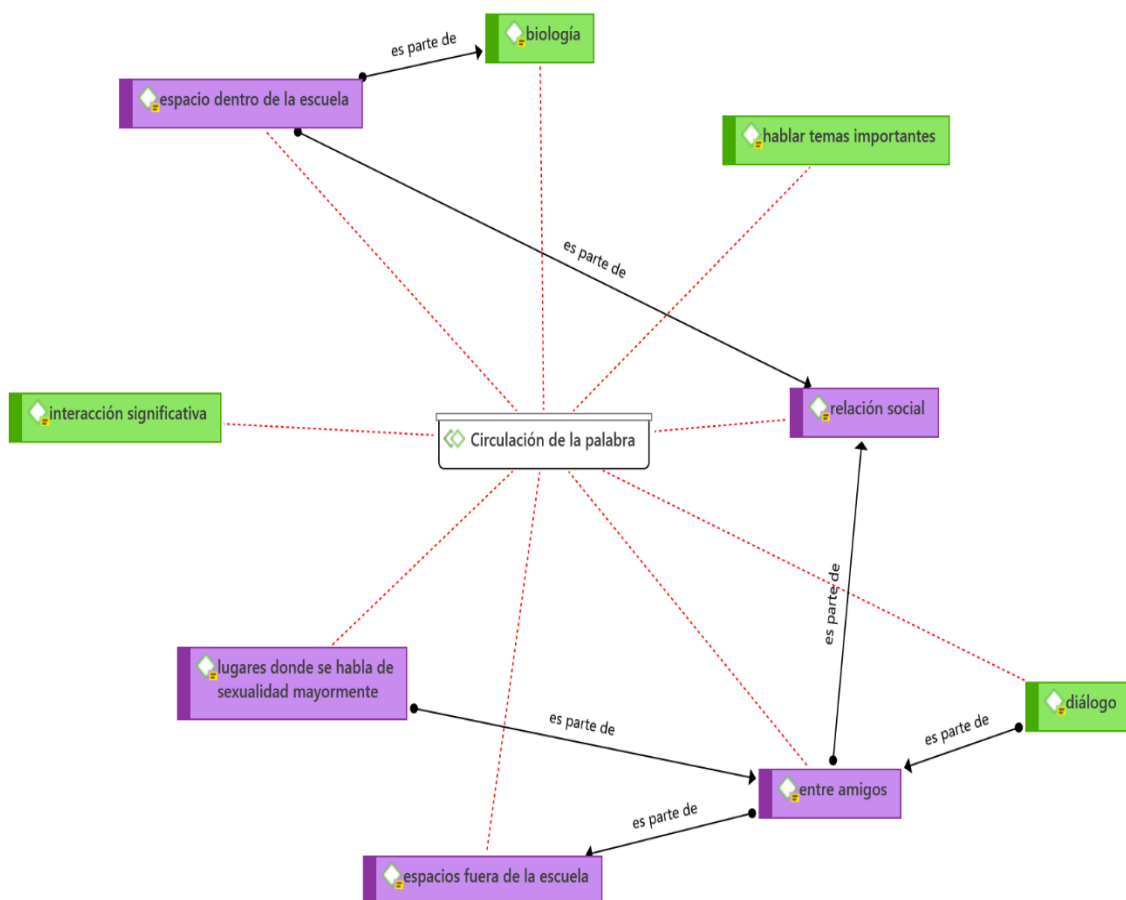 biología
es parte de
espacio dentro de la escuela
hablar temas importantes
es parte de
interacción significativa
relación social
Circulación de la palabra
es parte de
lugares donde se habla de
sexualidad mayormente
es parte de
diálogo
es parte de
entre amigos
es parte de
espacios fuera de la escuela